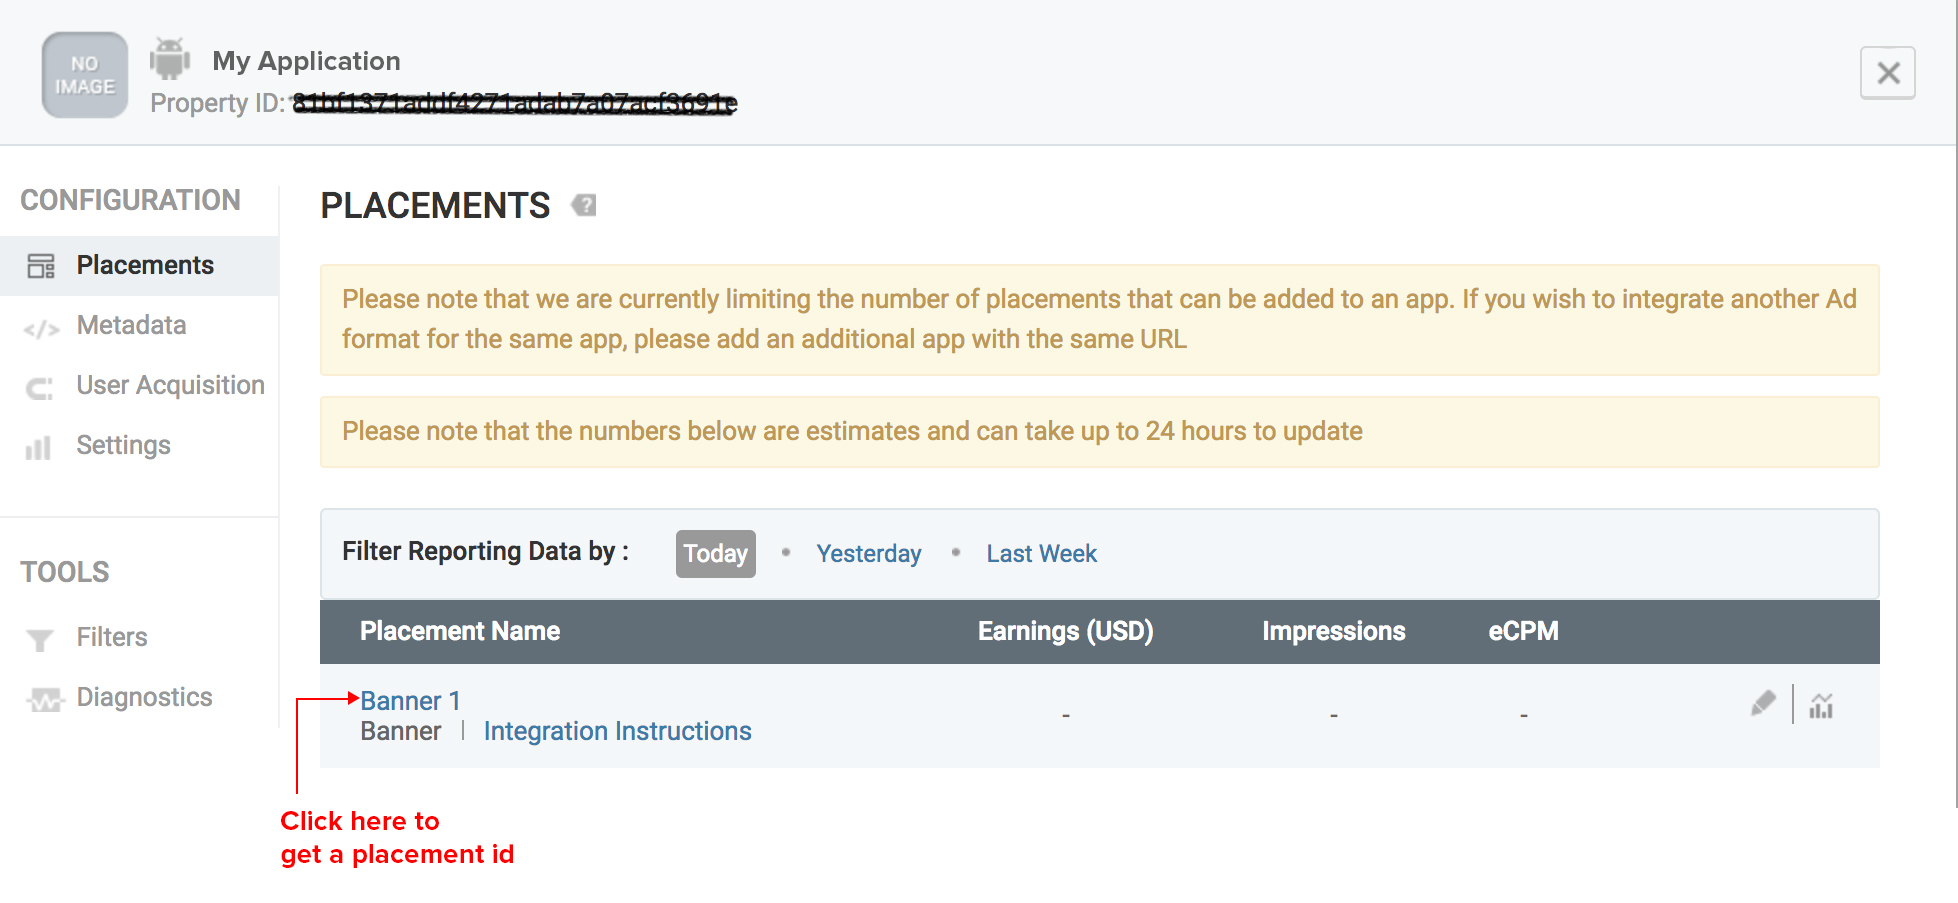 NO
IMAGE
My Application
Property ID:
CONFIGURATION
Placements
Metadata
User Acquisition
Settings
TOOLS
Filters
Diagnostics
PLACEMENTS
?
Please note that we are currently limiting the number of placements that can be added to an app. If you wish to integrate another Ad
format for the same app, please add an additional app with the same URL
Please note that the numbers below are estimates and can take up to 24 hours to update
Filter Reporting Data by : Today • Yesterday • Last Week
Placement Name Earnings (USD) Impressions eCPM
Banner 1
- - -
Banner | Integration Instructions
Click here to
get a placement id